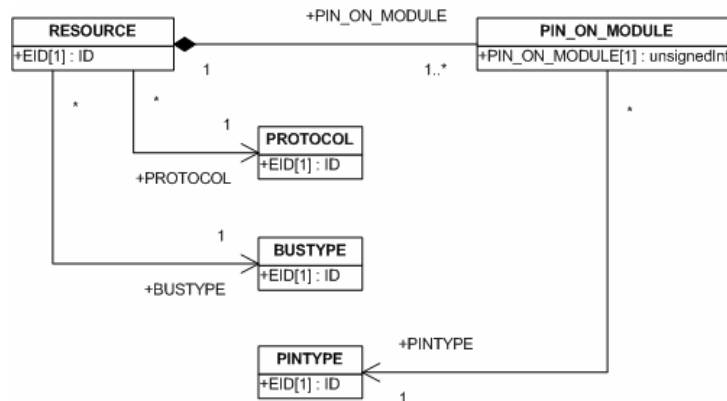 +PIN_ON_MODULE
RESOURCE
+EID[1] : ID
1
1..*
PIN_ON_MODULE
+PIN_ON_MODULE[1] : unsignedInt
*
*
*
1
PROTOCOL
+EID[1] : ID
+PROTOCOL
1
BUSTYPE
+EID[1] : ID
+BUSTYPE
+PINTYPE
PINTYPE
+EID[1] : ID
1